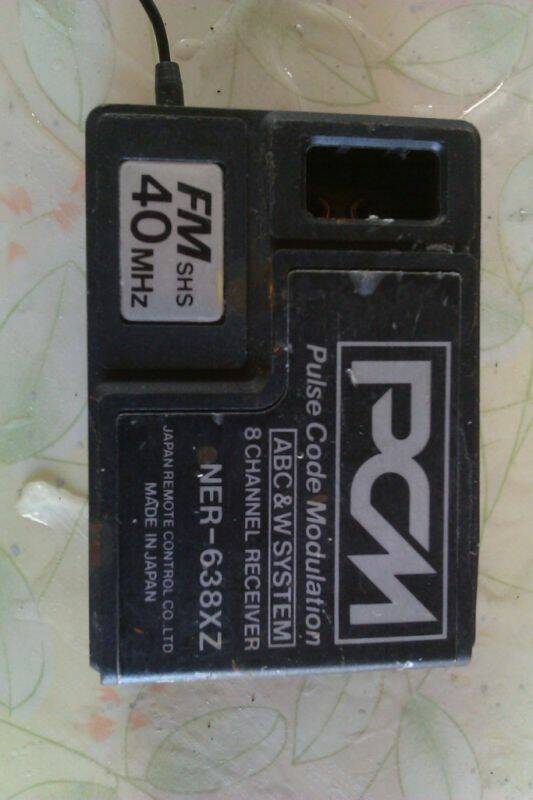 PCM
Pulse Code Modulation
ABC&W SYSTEM
8 CHANNEL RECEIVER
NER-638XZ
JAPAN REMOTE CONTROL CO.,LTD
MADE IN JAPAN
FM SHS
40MHz